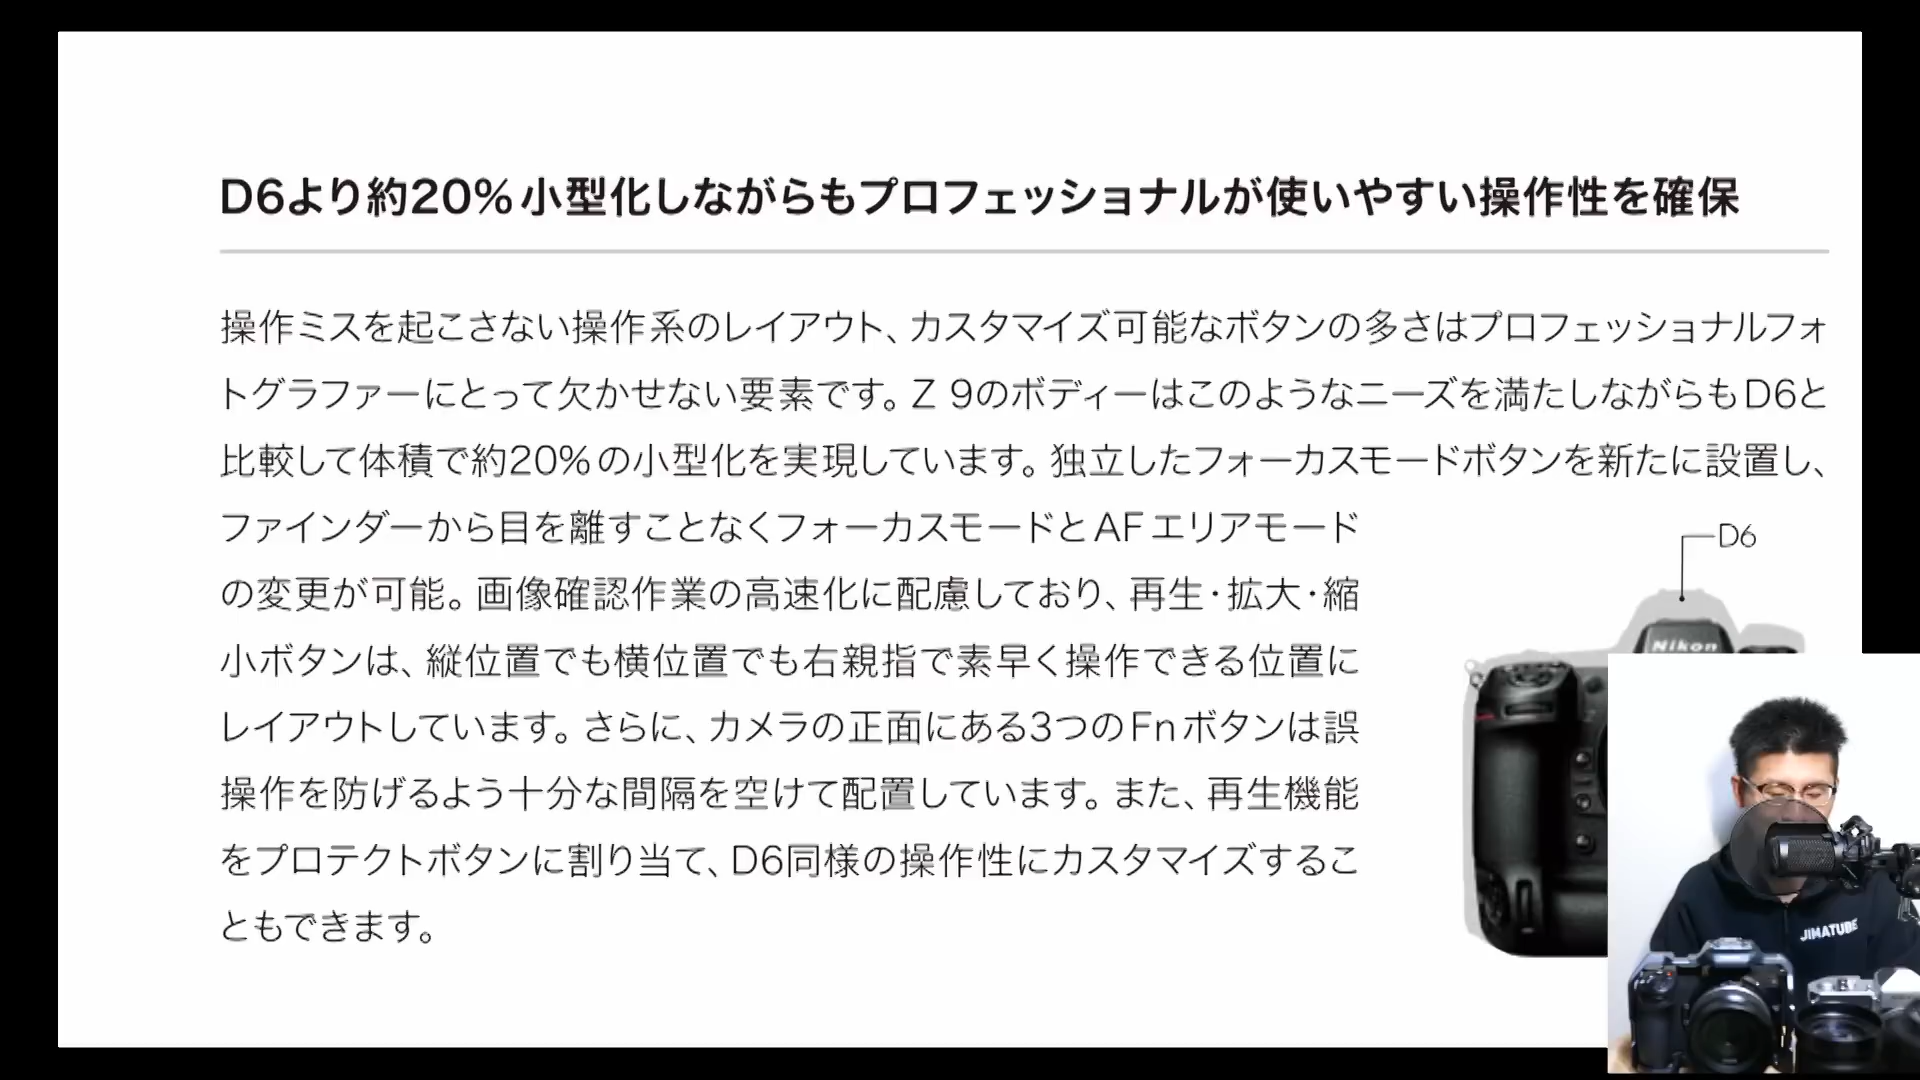 D6より約20%小型化しながらもプロフェッショナルが使いやすい操作性を確保
操作ミスを起こさない操作系のレイアウト、カスタマイズ可能なボタンの多さはプロフェッショナルフォ
トグラファーにとって欠かせない要素です。Z 9のボディーはこのようなニーズを満たしながらもD6と
比較して体積で約20%の小型化を実現しています。独立したフォーカスモードボタンを新たに設置し、
ファインダーから目を離すことなくフォーカスモードとAFエリアモード
の変更が可能。画像確認作業の高速化に配慮しており、再生・拡大・縮
小ボタンは、縦位置でも横位置でも右親指で素早く操作できる位置に
レイアウトしています。さらに、カメラの正面にある3つのFnボタンは誤
操作を防げるよう十分な間隔を空けて配置しています。また、再生機能
をプロテクトボタンに割り当て、D6同様の操作性にカスタマイズするこ
ともできます。
D6
Nikon
JIMATUBE